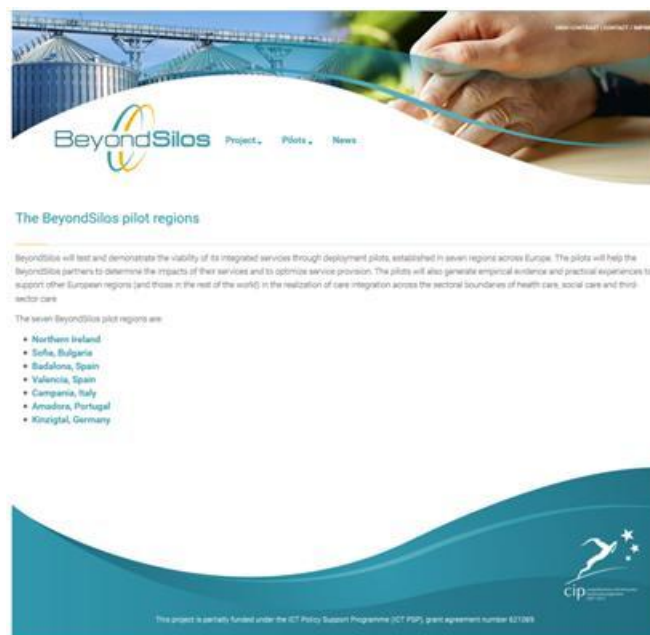 HIGH CONTRAST | CONTACT | IMPR
BeyondSilos
Project
Pilots
News
The BeyondSilos pilot regions
BeyondSilos will test and demonstrate the viability of its integrated services through deployment pilots, established in seven regions across Europe. The pilots will help the
BeyondSilos partners to determine the impacts of their services and to optimize service provision. The pilots will also generate empirical evidence and practical experiences to
support other European regions (and those in the rest of the world) in the realization of care integration across the sectoral boundaries of health care, social care and third-
sector care.
The seven BeyondSilos pilot regions are:
Northern Ireland
Sofia, Bulgaria
Badalona, Spain
Valencia, Spain
Campania, Italy
Amadora, Portugal
Kinzigtal, Germany
cip
This project is partially funded under the ICT Policy Support Programme (ICT PSP), grant agreement number 621069.